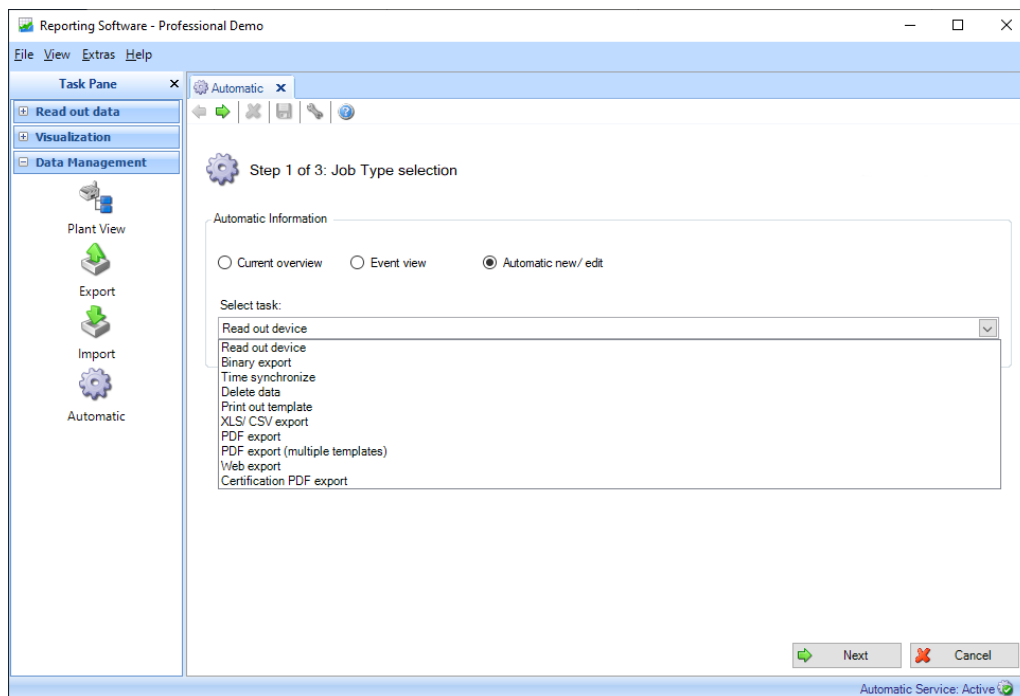 Reporting Software - Professional Demo
File View Extras Help
Task Pane
Automatic
Read out data
Visualization
Data Management
Plant View
Export
Import
Automatic
Step 1 of 3: Job Type selection
Automatic Information
Current overview Event view Automatic new/ edit
Select task:
Read out device
Read out device
Binary export
Time synchronize
Delete data
Print out template
XLS/ CSV export
PDF export
PDF export (multiple templates)
Web export
Certification PDF export
Next Cancel
Automatic Service: Active